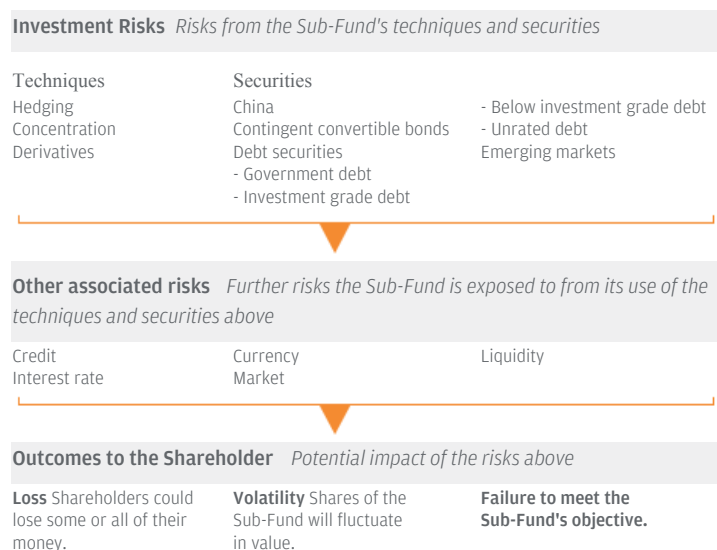 Investment Risks Risks from the Sub-Fund's techniques and securities
Techniques
Hedging
Concentration
Derivatives
Securities
China
Contingent convertible bonds
Debt securities
- Government debt
- Investment grade debt
- Below investment grade debt
- Unrated debt
Emerging markets
Other associated risks Further risks the Sub-Fund is exposed to from its use of the
techniques and securities above
Credit
Interest rate
Currency
Market
Liquidity
Outcomes to the Shareholder Potential impact of the risks above
Loss Shareholders could
lose some or all of their
money.
Volatility Shares of the
Sub-Fund will fluctuate
in value.
Failure to meet the
Sub-Fund's objective.